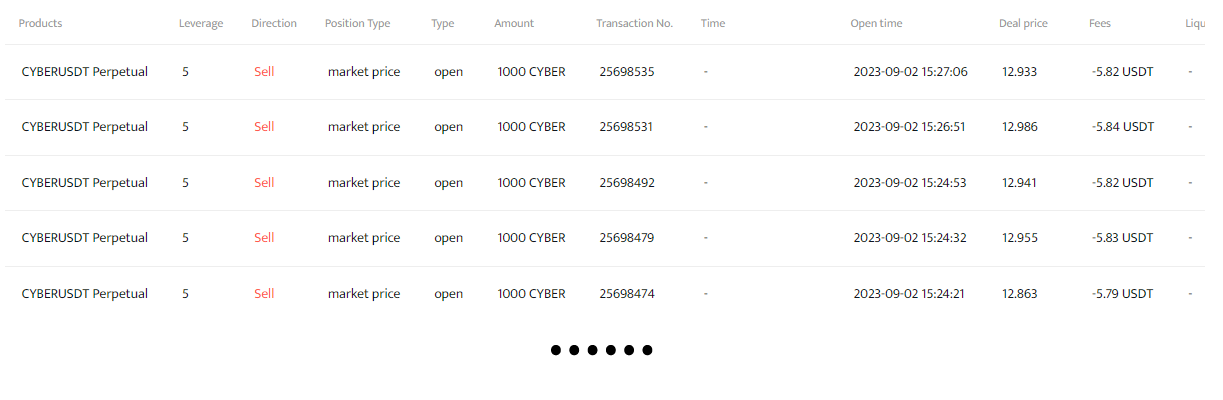 Products Leverage Direction Position Type Type Amount Transaction No. Time Open time Deal price Fees Liqu
CYBERUSDT Perpetual 5 Sell market price open 1000 CYBER 25698535 - 2023-09-02 15:27:06 12.933 -5.82 USDT -
CYBERUSDT Perpetual 5 Sell market price open 1000 CYBER 25698531 - 2023-09-02 15:26:51 12.986 -5.84 USDT -
CYBERUSDT Perpetual 5 Sell market price open 1000 CYBER 25698492 - 2023-09-02 15:24:53 12.941 -5.82 USDT -
CYBERUSDT Perpetual 5 Sell market price open 1000 CYBER 25698479 - 2023-09-02 15:24:32 12.955 -5.83 USDT -
CYBERUSDT Perpetual 5 Sell market price open 1000 CYBER 25698474 - 2023-09-02 15:24:21 12.863 -5.79 USDT -